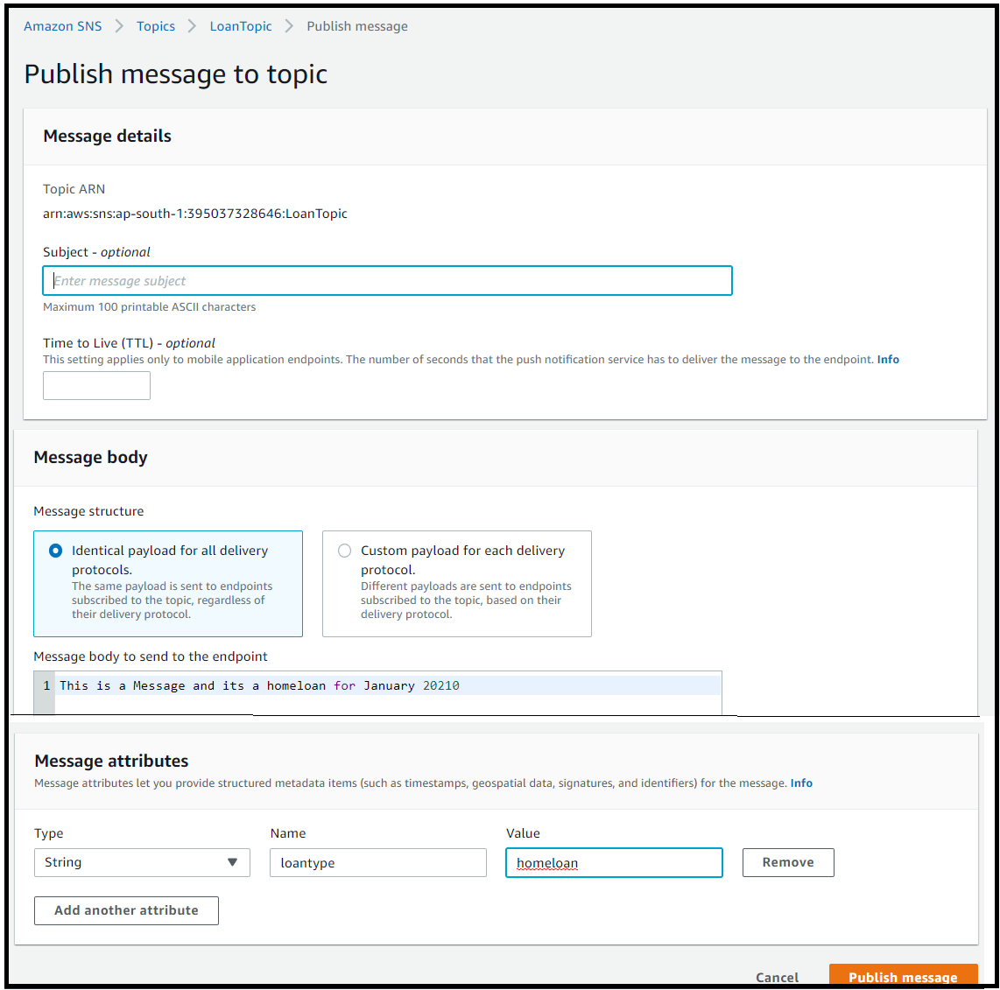 Amazon SNS > Topics > LoanTopic > Publish message
Publish message to topic
Message details
Topic ARN
arn:aws:sns:ap-south-1:395037328646:LoanTopic
Subject - optional
Enter message subject
Maximum 100 printable ASCII characters
Time to Live (TTL) - optional
This setting applies only to mobile application endpoints. The number of seconds that the push notification service has to deliver the message to the endpoint. Info
Message body
Message structure
Identical payload for all delivery
protocols.
The same payload is sent to endpoints
subscribed to the topic, regardless of
their delivery protocol.
Custom payload for each delivery
protocol.
Different payloads are sent to endpoints
subscribed to the topic, based on their
delivery protocol.
Message body to send to the endpoint
1 This is a Message and its a homeloan for January 20210
Message attributes
Message attributes let you provide structured metadata items (such as timestamps, geospatial data, signatures, and identifiers) for the message. Info
Type Name Value
String loantype homeloan Remove
Add another attribute
Cancel Publish message